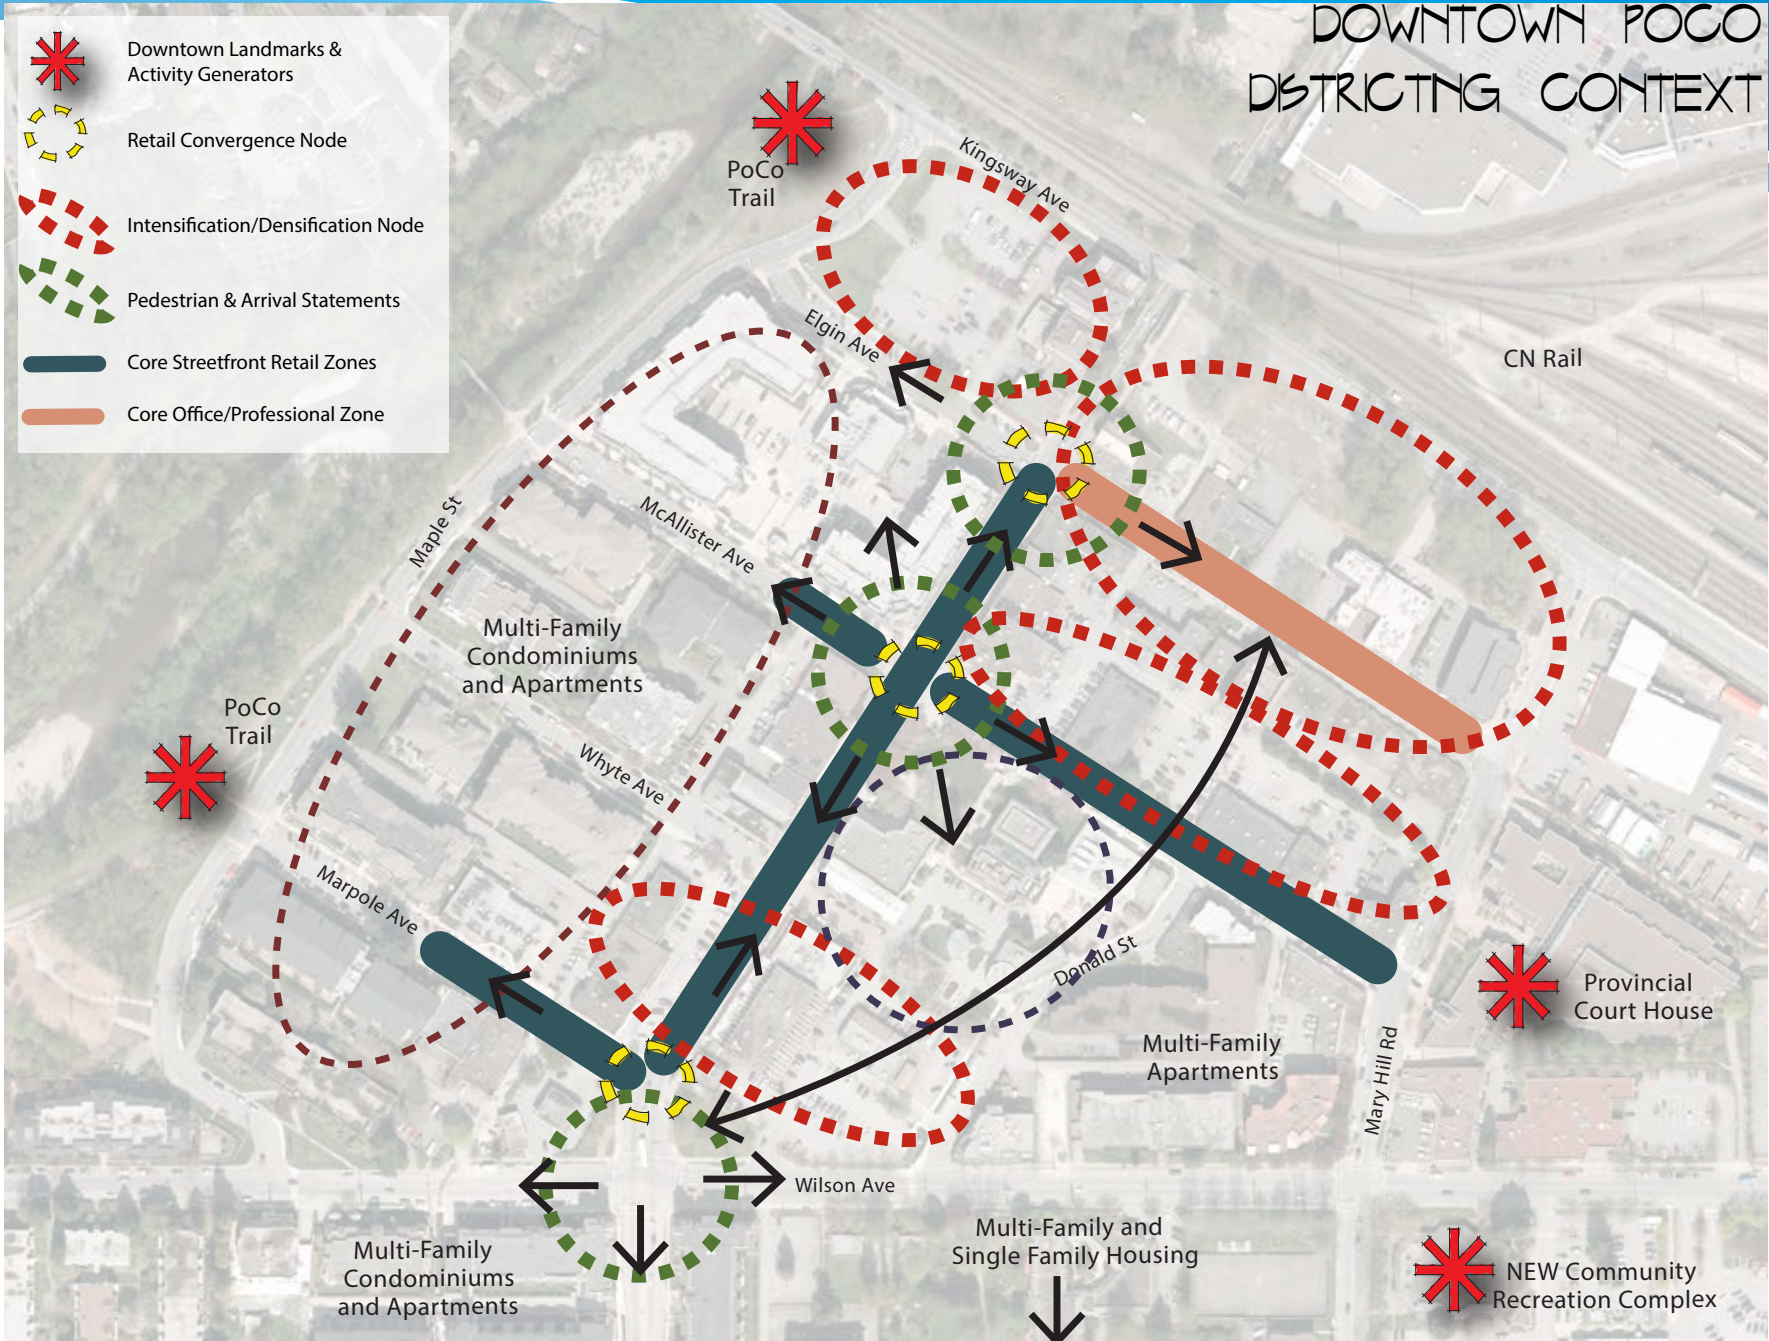 DOWNTOWN POCO
DISTRICTING CONTEXT
Downtown Landmarks &
Activity Generators
Retail Convergence Node
Intensification/Densification Node
Pedestrian & Arrival Statements
Core Streetfront Retail Zones
Core Office/Professional Zone
PoCo
Trail
Kingsway Ave
Elgin Ave
CN Rail
Maple St
McAllister Ave
Multi-Family
Condominiums
and Apartments
PoCo
Trail
Whyte Ave
Marpole Ave
Donald St
Provincial
Court House
Multi-Family
Apartments
Mary Hill Rd
Wilson Ave
Multi-Family
Condominiums
and Apartments
Multi-Family and
Single Family Housing
NEW Community
Recreation Complex